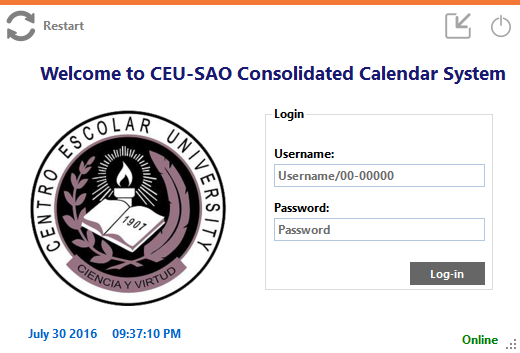 Restart
Welcome to CEU-SAO Consolidated Calendar System
CENTRO ESCOLAR UNIVERSITY
1907
CIENCIA Y VIRTUD
Login
Username:
Username/00-00000
Password:
Password
Log-in
July 30 2016 09:37:10 PM
Online